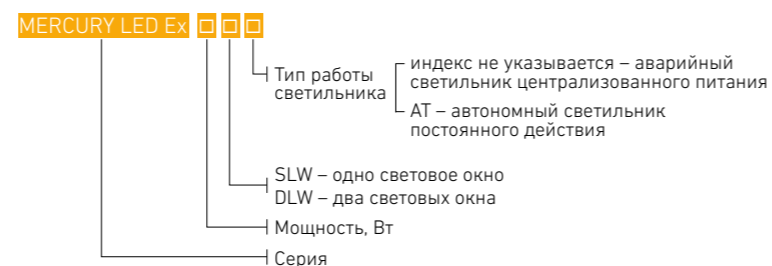 MERCURY LED Ex □ □ □
Тип работы
светильника
индекс не указывается – аварийный
светильник централизованного питания
AT – автономный светильник
постоянного действия
SLW – одно световое окно
DLW – два световых окна
Мощность, Вт
Серия